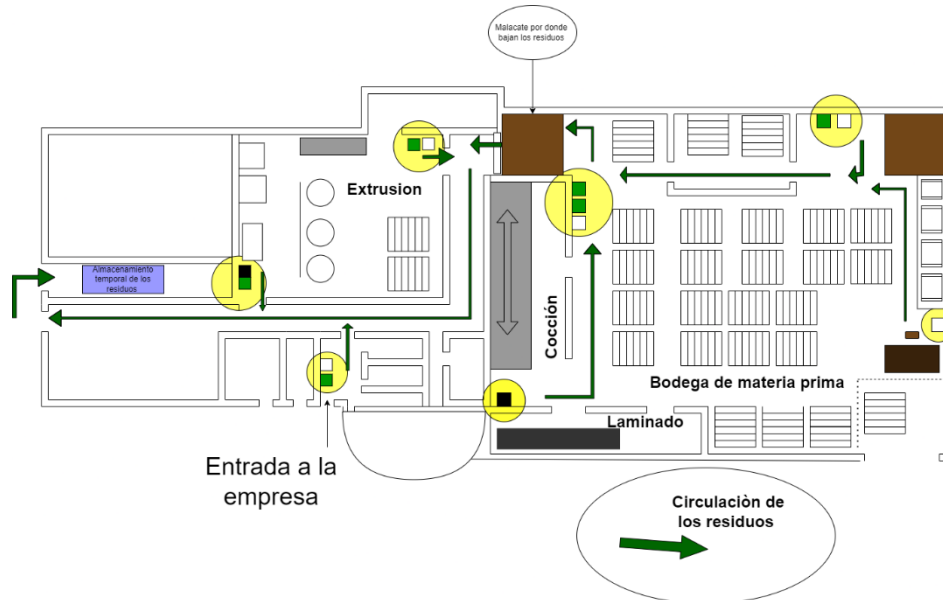 Malacate por donde
bajan los residuos
Extrusion
Almacenamiento
temporal de los
residuos
Cocción
Bodega de materia prima
Laminado
Entrada a la
empresa
Circulaciòn de
los residuos